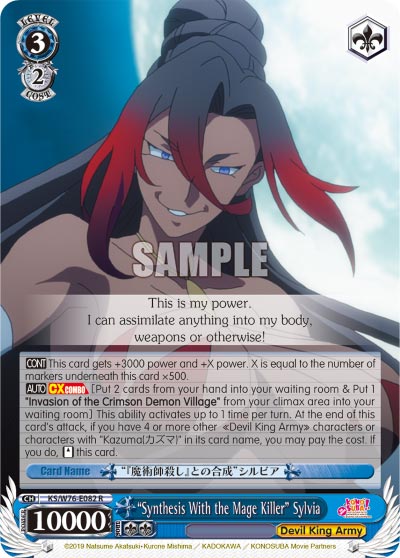 LEVEL
3
2
COST
SAMPLE
This is my power.
I can assimilate anything into my body,
weapons or otherwise!
CONT This card gets +3000 power and +X power. X is equal to the number of
markers underneath this card ×500.
AUTO CX COMBO [Put 2 cards from your hand into your waiting room & Put 1
"Invasion of the Crimson Demon Village" from your climax area into your
waiting room] This activates up to 1 time per turn. At the end of this
card's attack, if you have 4 or more other «Devil King Army» characters or
characters with "Kazuma(カズマ)" in its card name, you may pay the cost. If
you do, this card.
Card Name "『魔術師殺し』との合成" シルビア
CH KS/W76-E082 R
10000
"Synthesis With the Mage Killer" Sylvia
Devil King Army
©2019 Natsume Akatsuki・Kurone Mishima／KADOKAWA／KONOSUBA Movie Partners